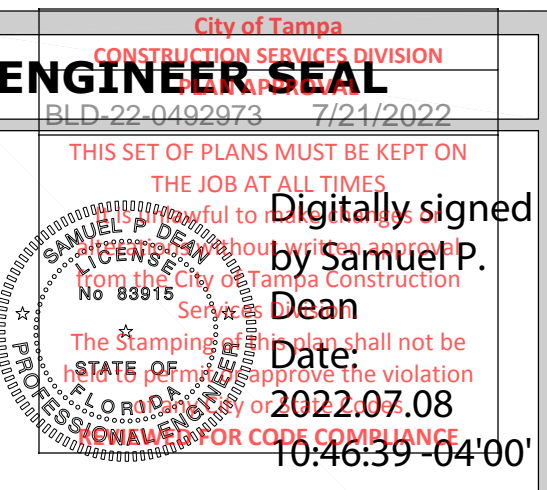 City of Tampa
CONSTRUCTION SERVICES DIVISION
ENGINEER SEAL
PLAN APPROVAL
BLD-22-0492973 7/21/2022
THIS SET OF PLANS MUST BE KEPT ON
THE JOB AT ALL TIMES
It is unlawful to make changes or
alterations without written approval
from the City of Tampa Construction
Services Division
The Stamping of this plan shall not be
held to permit or approve the violation
of any City or State Codes
REVIEWED FOR CODE COMPLIANCE
Digitally signed
by Samuel P.
Dean
Date:
2022.07.08
10:46:39 -04'00'
SAMUEL P DEAN
LICENSE
No 83915
STATE OF
FLORIDA
PROFESSIONAL ENGINEER